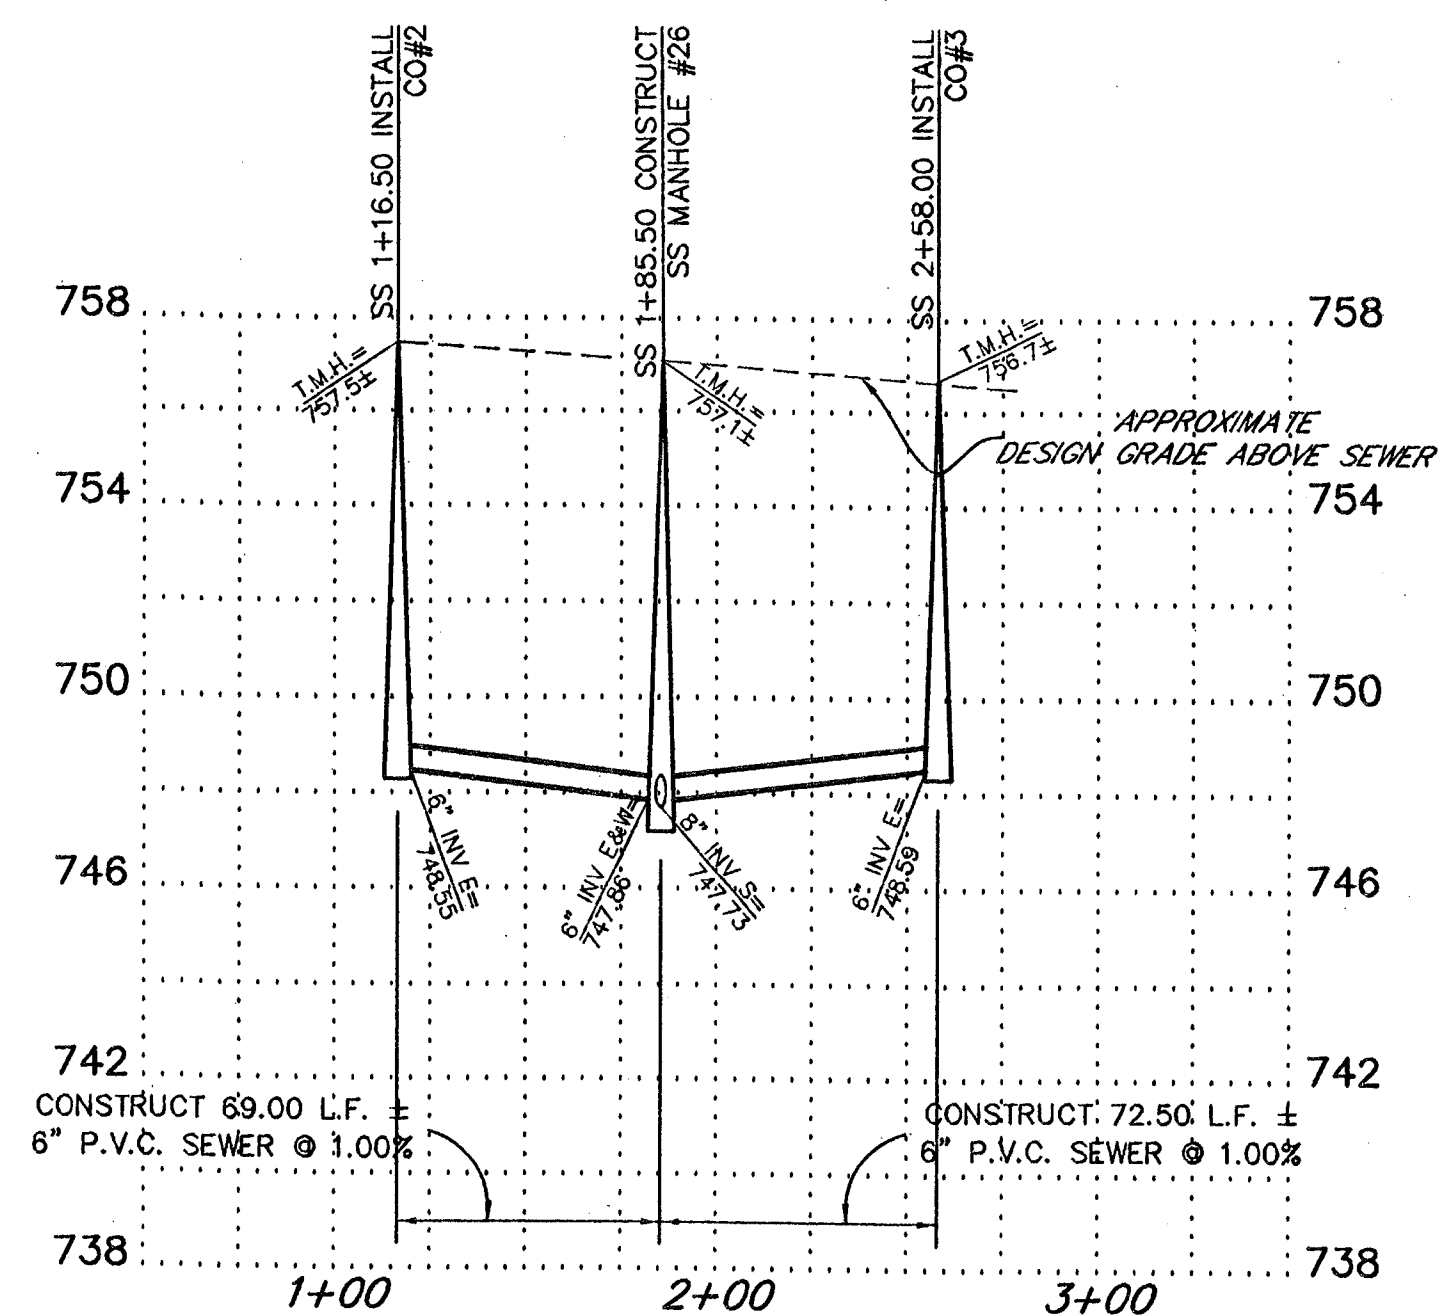 SS 1+16.50 INSTALL
CO#2
SS 1+85.50 CONSTRUCT
SS MANHOLE #26
SS 2+58.00 INSTALL
CO#3
758
758
T.M.H.=
757.5±
T.M.H.=
757.1±
T.M.H.=
756.7±
APPROXIMATE
DESIGN GRADE ABOVE SEWER
754
754
750
750
6" INV E=
748.55
6" INV E&W=
747.86
8" INV S=
747.73
6" INV E=
748.59
746
746
742
742
CONSTRUCT 69.00 L.F. ±
6" P.V.C. SEWER @ 1.00%
CONSTRUCT 72.50 L.F. ±
6" P.V.C. SEWER @ 1.00%
738
738
1+00
2+00
3+00